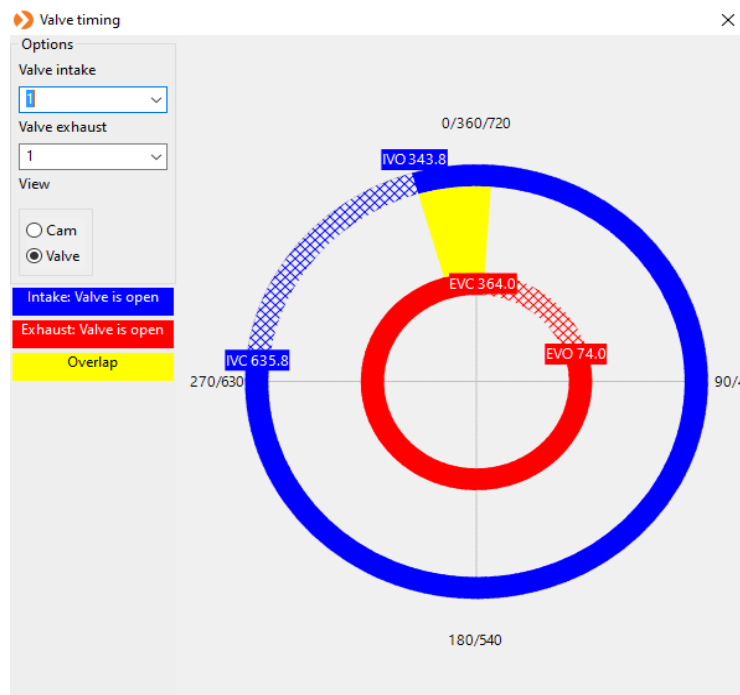 Valve timing
Options
Valve intake
1
Valve exhaust
1
View
Cam
Valve
Intake: Valve is open
Exhaust: Valve is open
Overlap
0/360/720
IVO 343.8
EVC 364.0
EVO 74.0
IVC 635.8
270/630
90/4
180/540